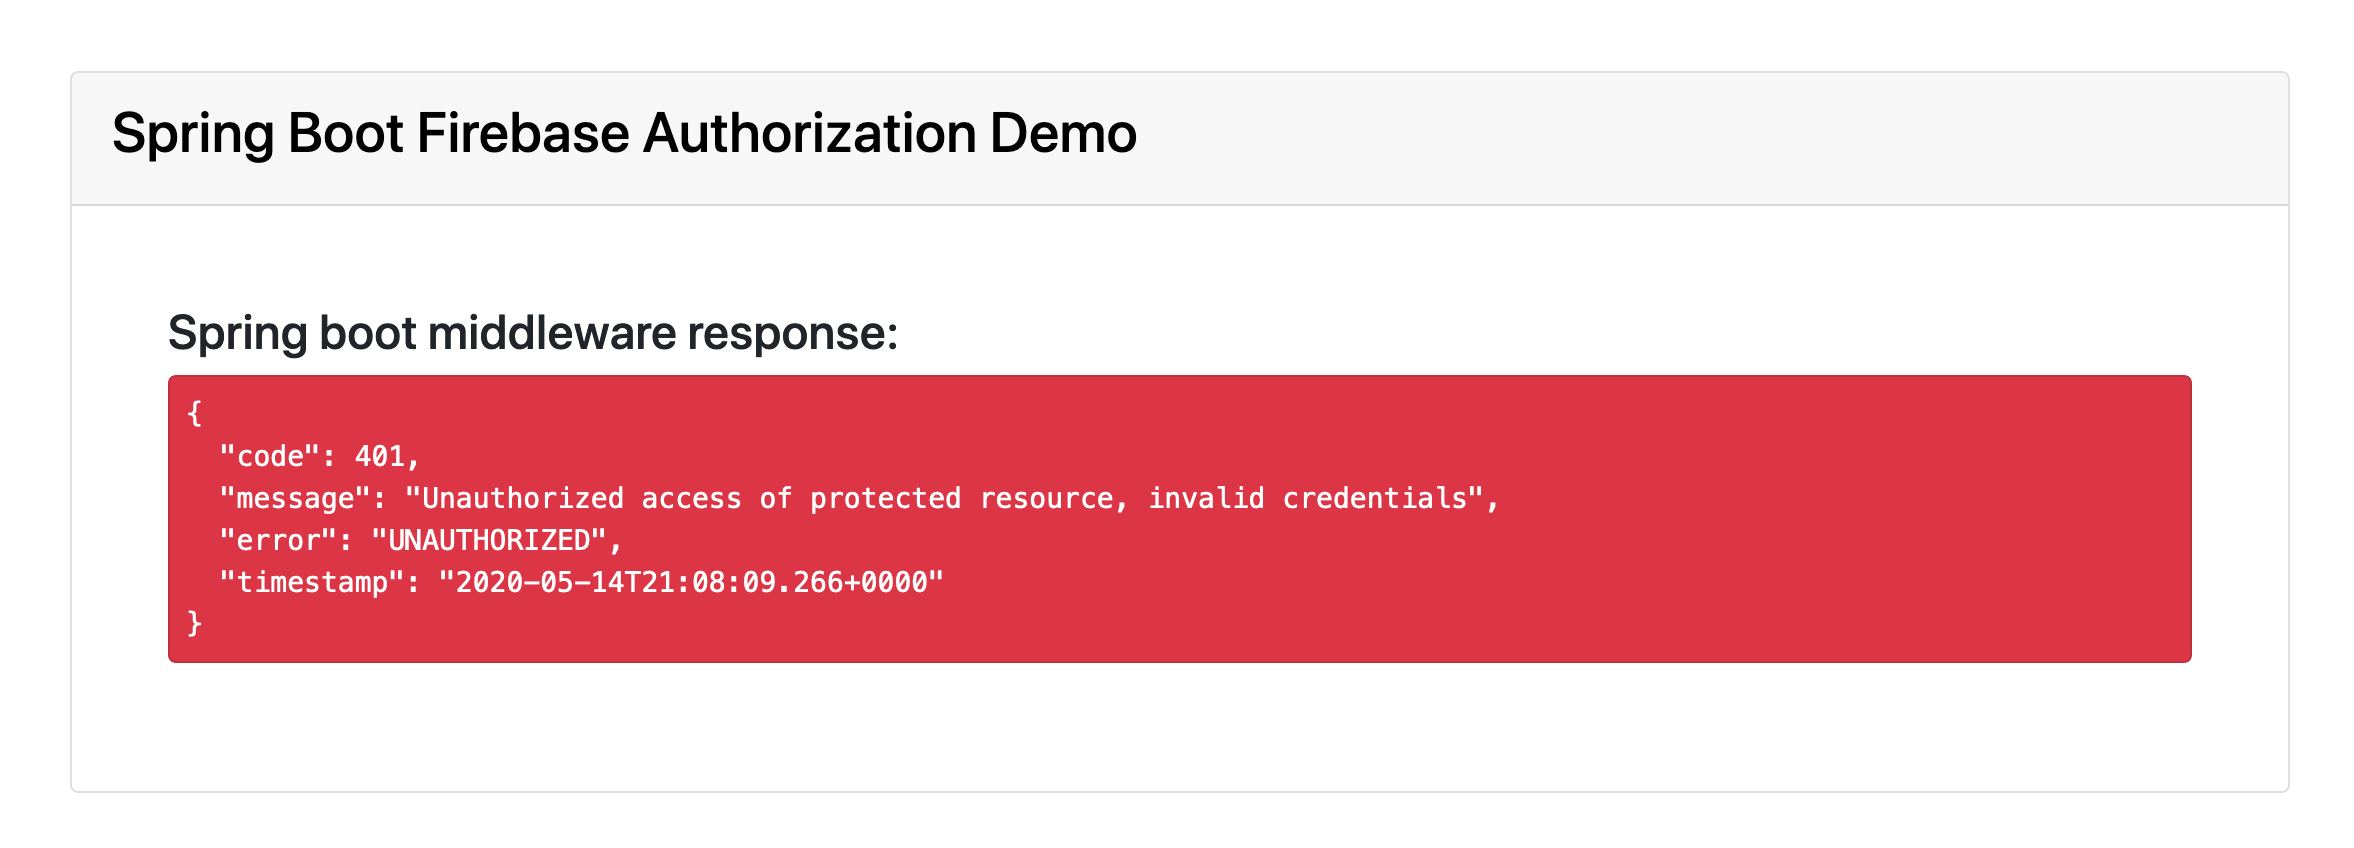 Spring Boot Firebase Authorization Demo
Spring boot middleware response:
{
  "code": 401,
  "message": "Unauthorized access of protected resource, invalid credentials",
  "error": "UNAUTHORIZED",
  "timestamp": "2020-05-14T21:08:09.266+0000"
}